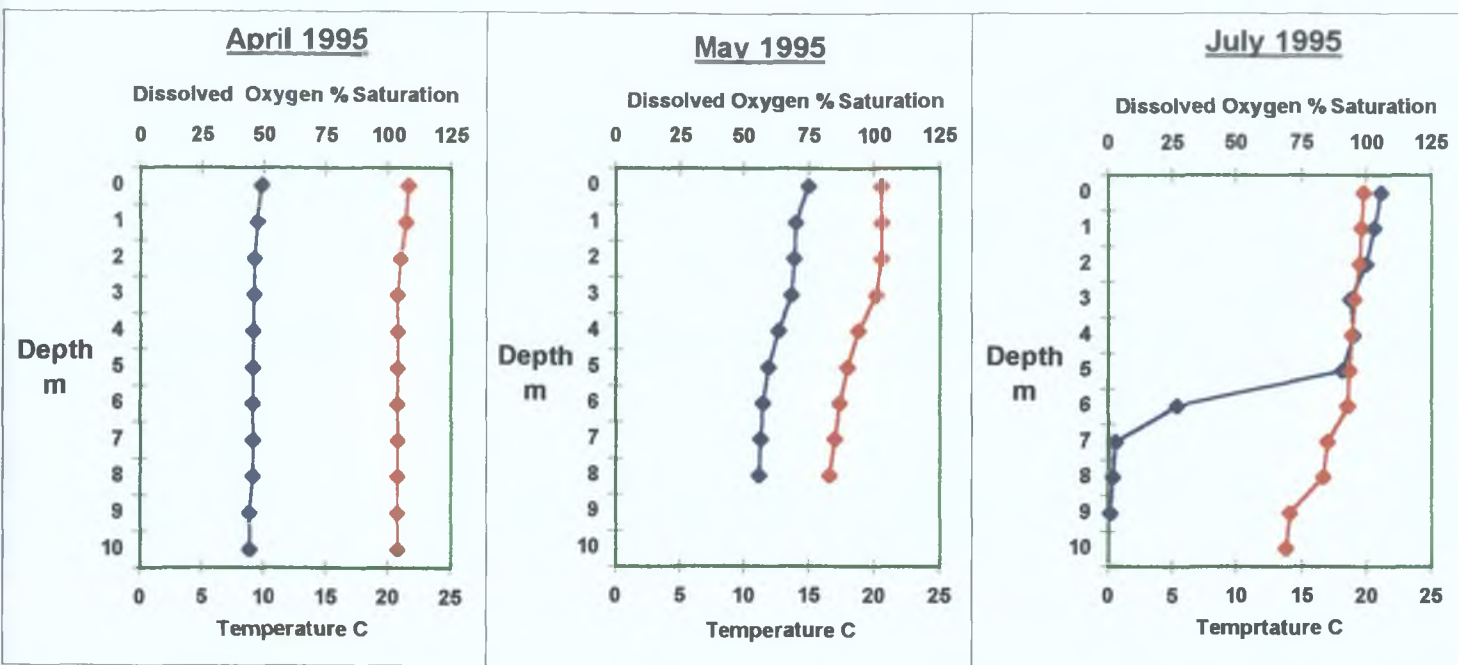 April 1995
Dissolved Oxygen % Saturation
0 25 50 75 100 125
0
1
2
3
4
5
6
7
8
9
10
Depth
m
0 5 10 15 20 25
Temperature C
May 1995
Dissolved Oxygen % Saturation
0 25 50 75 100 125
0
1
2
3
4
5
6
7
8
9
10
Depth
m
0 5 10 15 20 25
Temperature C
July 1995
Dissolved Oxygen % Saturation
0 25 50 75 100 125
0
1
2
3
4
5
6
7
8
9
10
Depth
m
0 5 10 15 20 25
Temprtature C